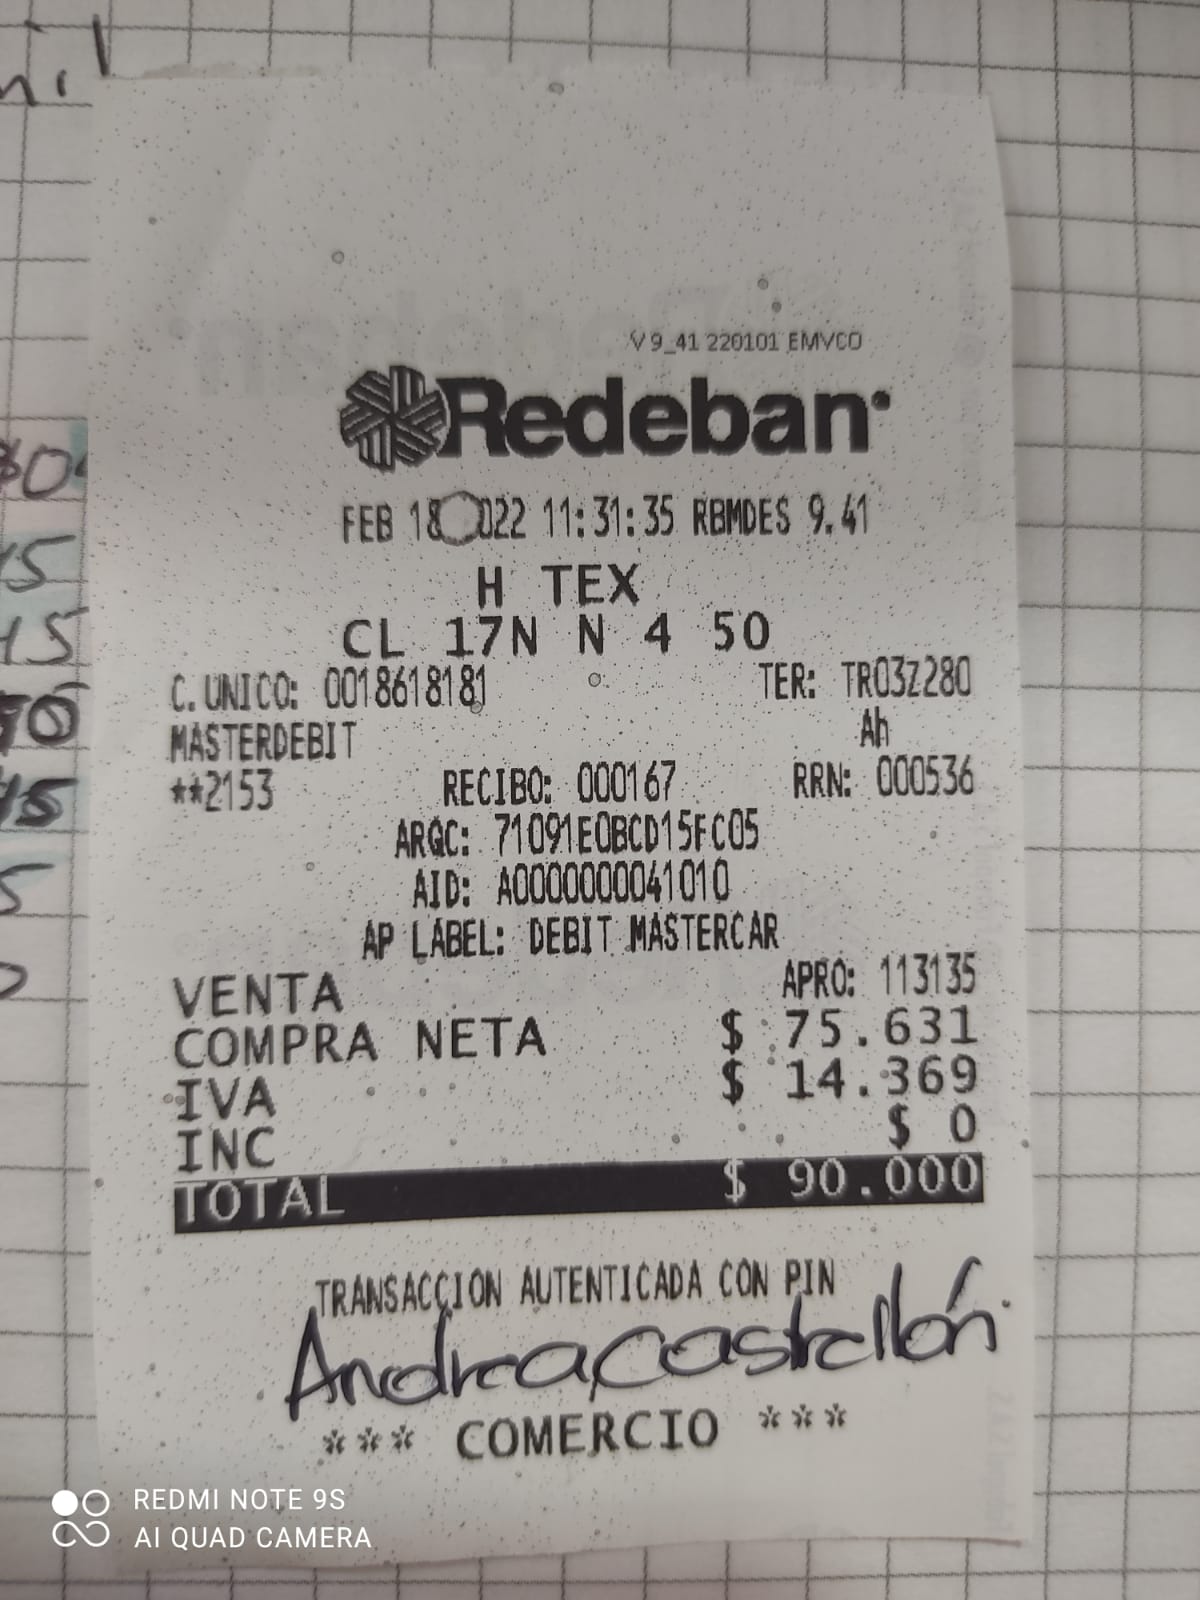 V 9_41 220101 EMVCO
Redeban
FEB 18 022 11:31:35 RBMDES 9.41
H TEX
CL 17N N 4 50
C. UNICO: 0018618181 TER: TR03Z280
MASTERDEBIT Ah
**2153 RECIBO: 000167 RRN: 000536
ARQC: 71091E0BCD15FC05
AID: A0000000041010
AP LABEL: DEBIT MASTERCAR
VENTA APRO: 113135
COMPRA NETA $ 75.631
IVA $ 14.369
INC $ 0
TOTAL $ 90.000
TRANSACCION AUTENTICADA CON PIN
Andrea Castellón
*** COMERCIO ***
REDMI NOTE 9S
AI QUAD CAMERA